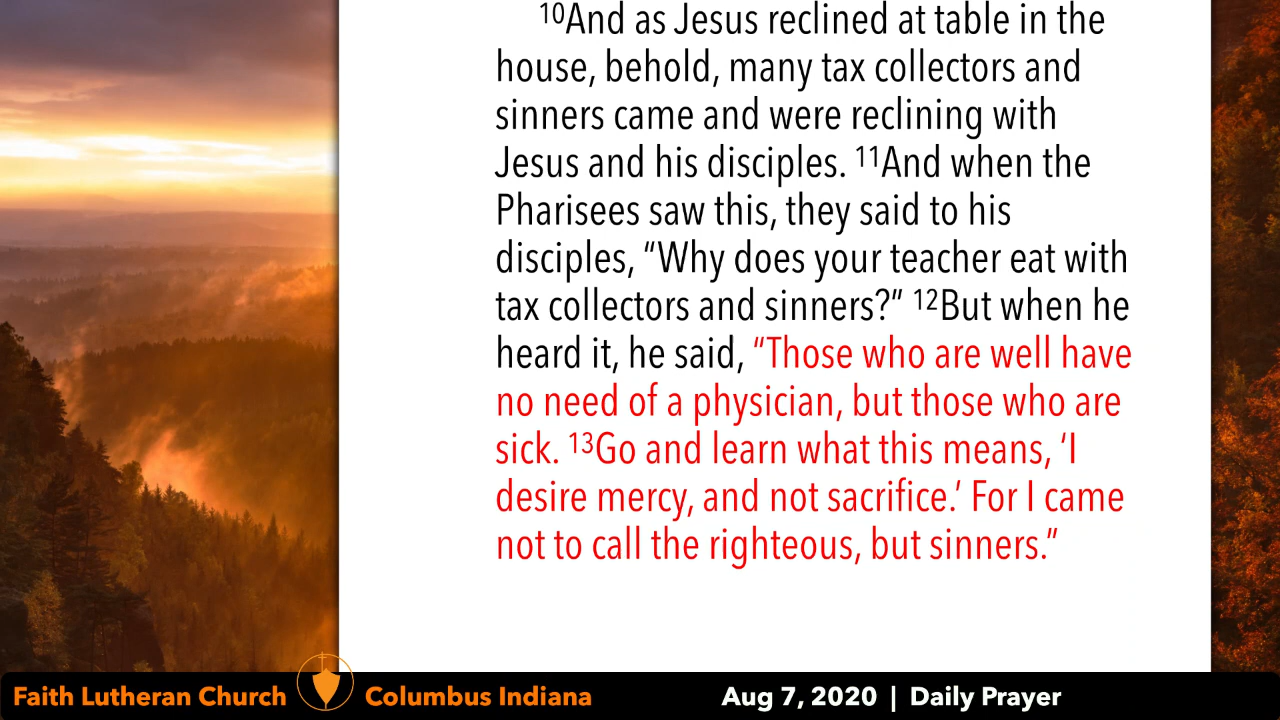 10And as Jesus reclined at table in the
house, behold, many tax collectors and
sinners came and were reclining with
Jesus and his disciples. 11And when the
Pharisees saw this, they said to his
disciples, “Why does your teacher eat with
tax collectors and sinners?” 12But when he
heard it, he said, “Those who are well have
no need of a physician, but those who are
sick. 13Go and learn what this means, ‘I
desire mercy, and not sacrifice.’ For I came
not to call the righteous, but sinners.”
Faith Lutheran Church Columbus Indiana Aug 7, 2020 | Daily Prayer